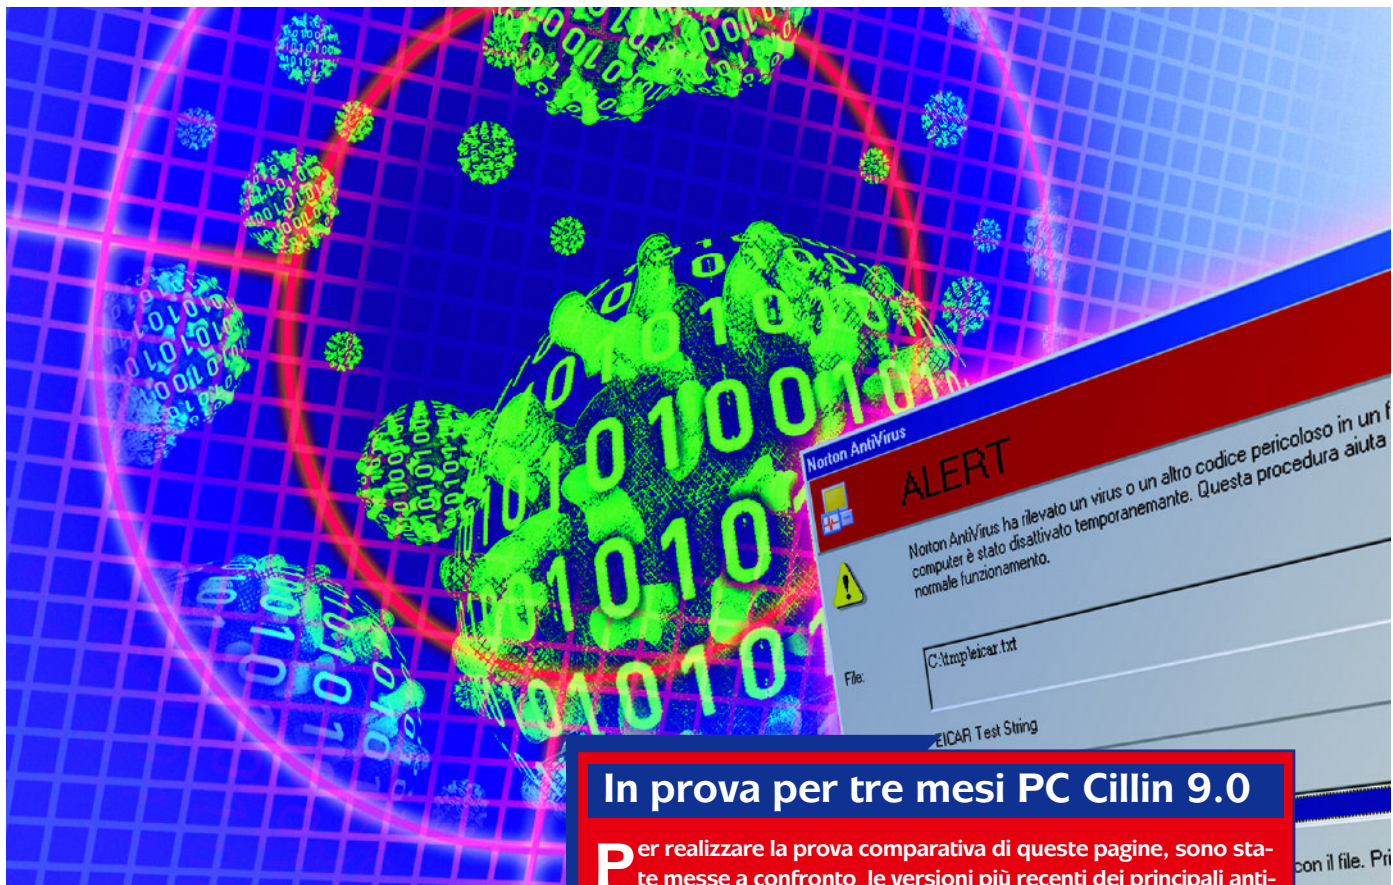 Norton AntiVirus
ALERT
Norton AntiVirus ha rilevato un virus o un altro codice pericoloso in un f
computer è stato disattivato temporanemante. Questa procedura aiuta
normale funzionamento.
File:
C:\tmp\eicar.txt
EICAR Test String
con il file. Pri
In prova per tre mesi PC Cillin 9.0
Per realizzare la prova comparativa di queste pagine, sono sta-
te messe a confronto le versioni più recenti dei principali anti-